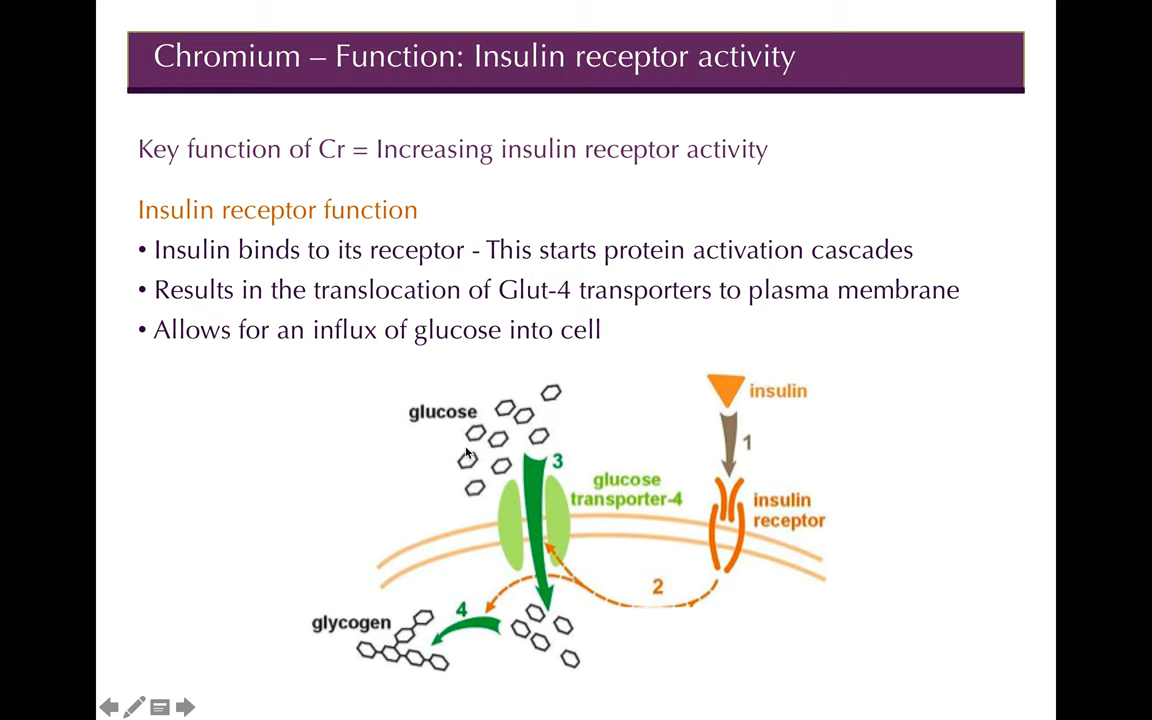 Chromium – Function: Insulin receptor activity
Key function of Cr = Increasing insulin receptor activity
Insulin receptor function
• Insulin binds to its receptor - This starts protein activation cascades
• Results in the translocation of Glut-4 transporters to plasma membrane
• Allows for an influx of glucose into cell
glucose
insulin
1
3
glucose
transporter-4
insulin
receptor
2
4
glycogen